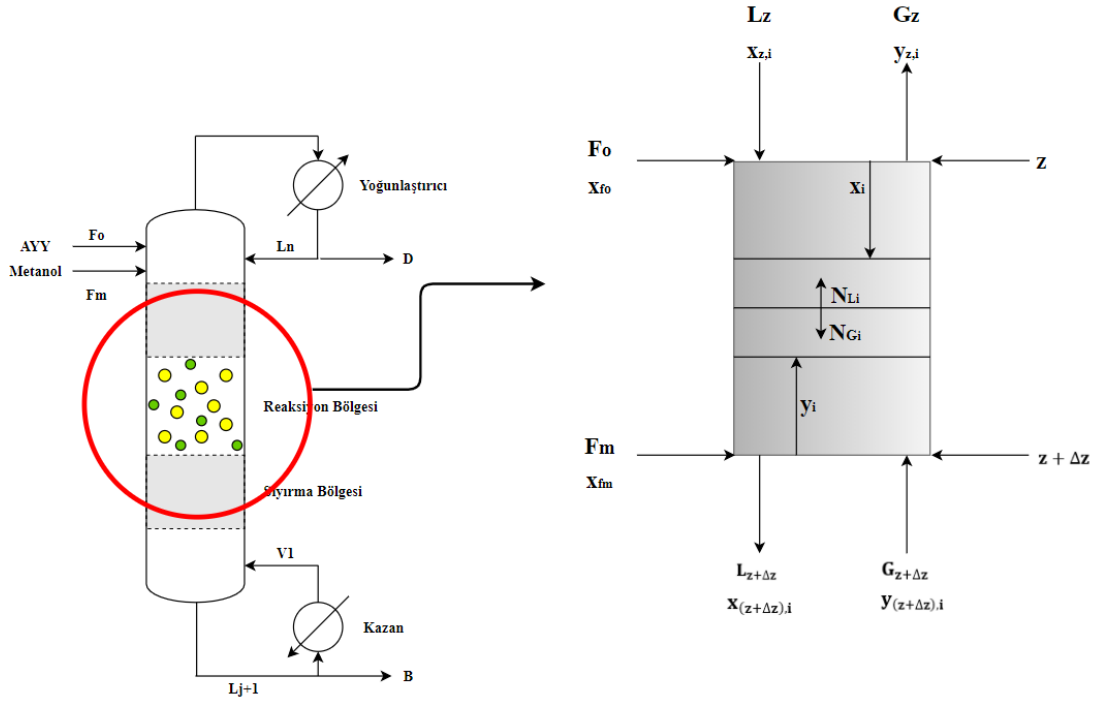 Yoğunlaştırıcı
AYY
Fo
Metanol
Fm
Ln
D
Reaksiyon Bölgesi
Sıyırma Bölgesi
V1
Kazan
Lj+1
B
Lz
Gz
xz,i
yz,i
Fo
xfo
z
xi
NLi
NGi
yi
Fm
xfm
z + Δz
Lz+Δz
Gz+Δz
x(z+Δz),i
y(z+Δz),i